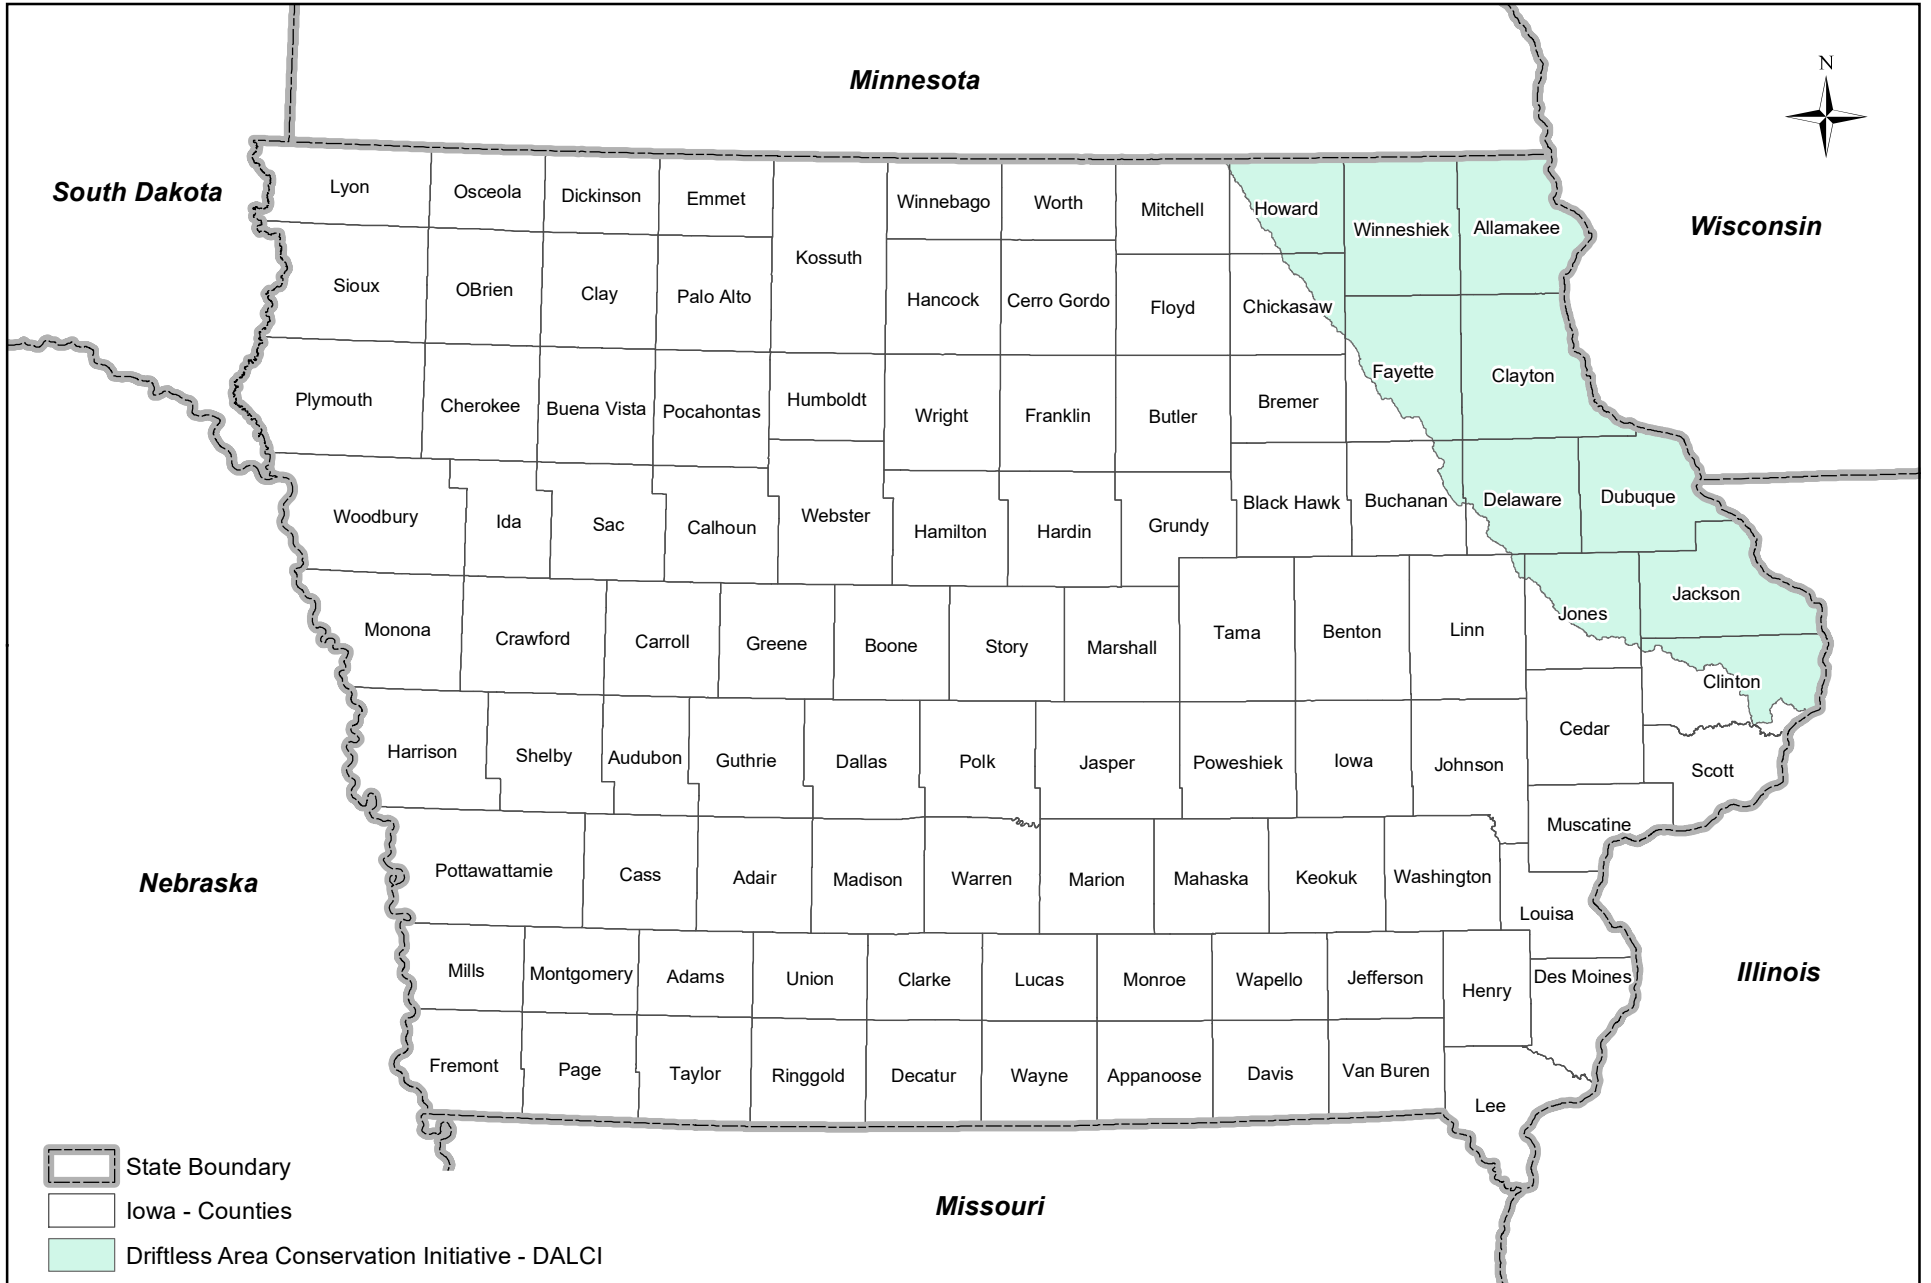 Minnesota
N
South Dakota
Wisconsin
Lyon
Osceola
Dickinson
Emmet
Kossuth
Winnebago
Worth
Mitchell
Howard
Winneshiek
Allamakee
Sioux
OBrien
Clay
Palo Alto
Hancock
Cerro Gordo
Floyd
Chickasaw
Fayette
Clayton
Plymouth
Cherokee
Buena Vista
Pocahontas
Humboldt
Wright
Franklin
Butler
Bremer
Woodbury
Ida
Sac
Calhoun
Webster
Hamilton
Hardin
Grundy
Black Hawk
Buchanan
Delaware
Dubuque
Monona
Crawford
Carroll
Greene
Boone
Story
Marshall
Tama
Benton
Linn
Jones
Jackson
Clinton
Harrison
Shelby
Audubon
Guthrie
Dallas
Polk
Jasper
Poweshiek
Iowa
Johnson
Cedar
Scott
Muscatine
Nebraska
Pottawattamie
Cass
Adair
Madison
Warren
Marion
Mahaska
Keokuk
Washington
Louisa
Illinois
Mills
Montgomery
Adams
Union
Clarke
Lucas
Monroe
Wapello
Jefferson
Henry
Des Moines
Fremont
Page
Taylor
Ringgold
Decatur
Wayne
Appanoose
Davis
Van Buren
Lee
Missouri
State Boundary
Iowa - Counties
Driftless Area Conservation Initiative - DALCI